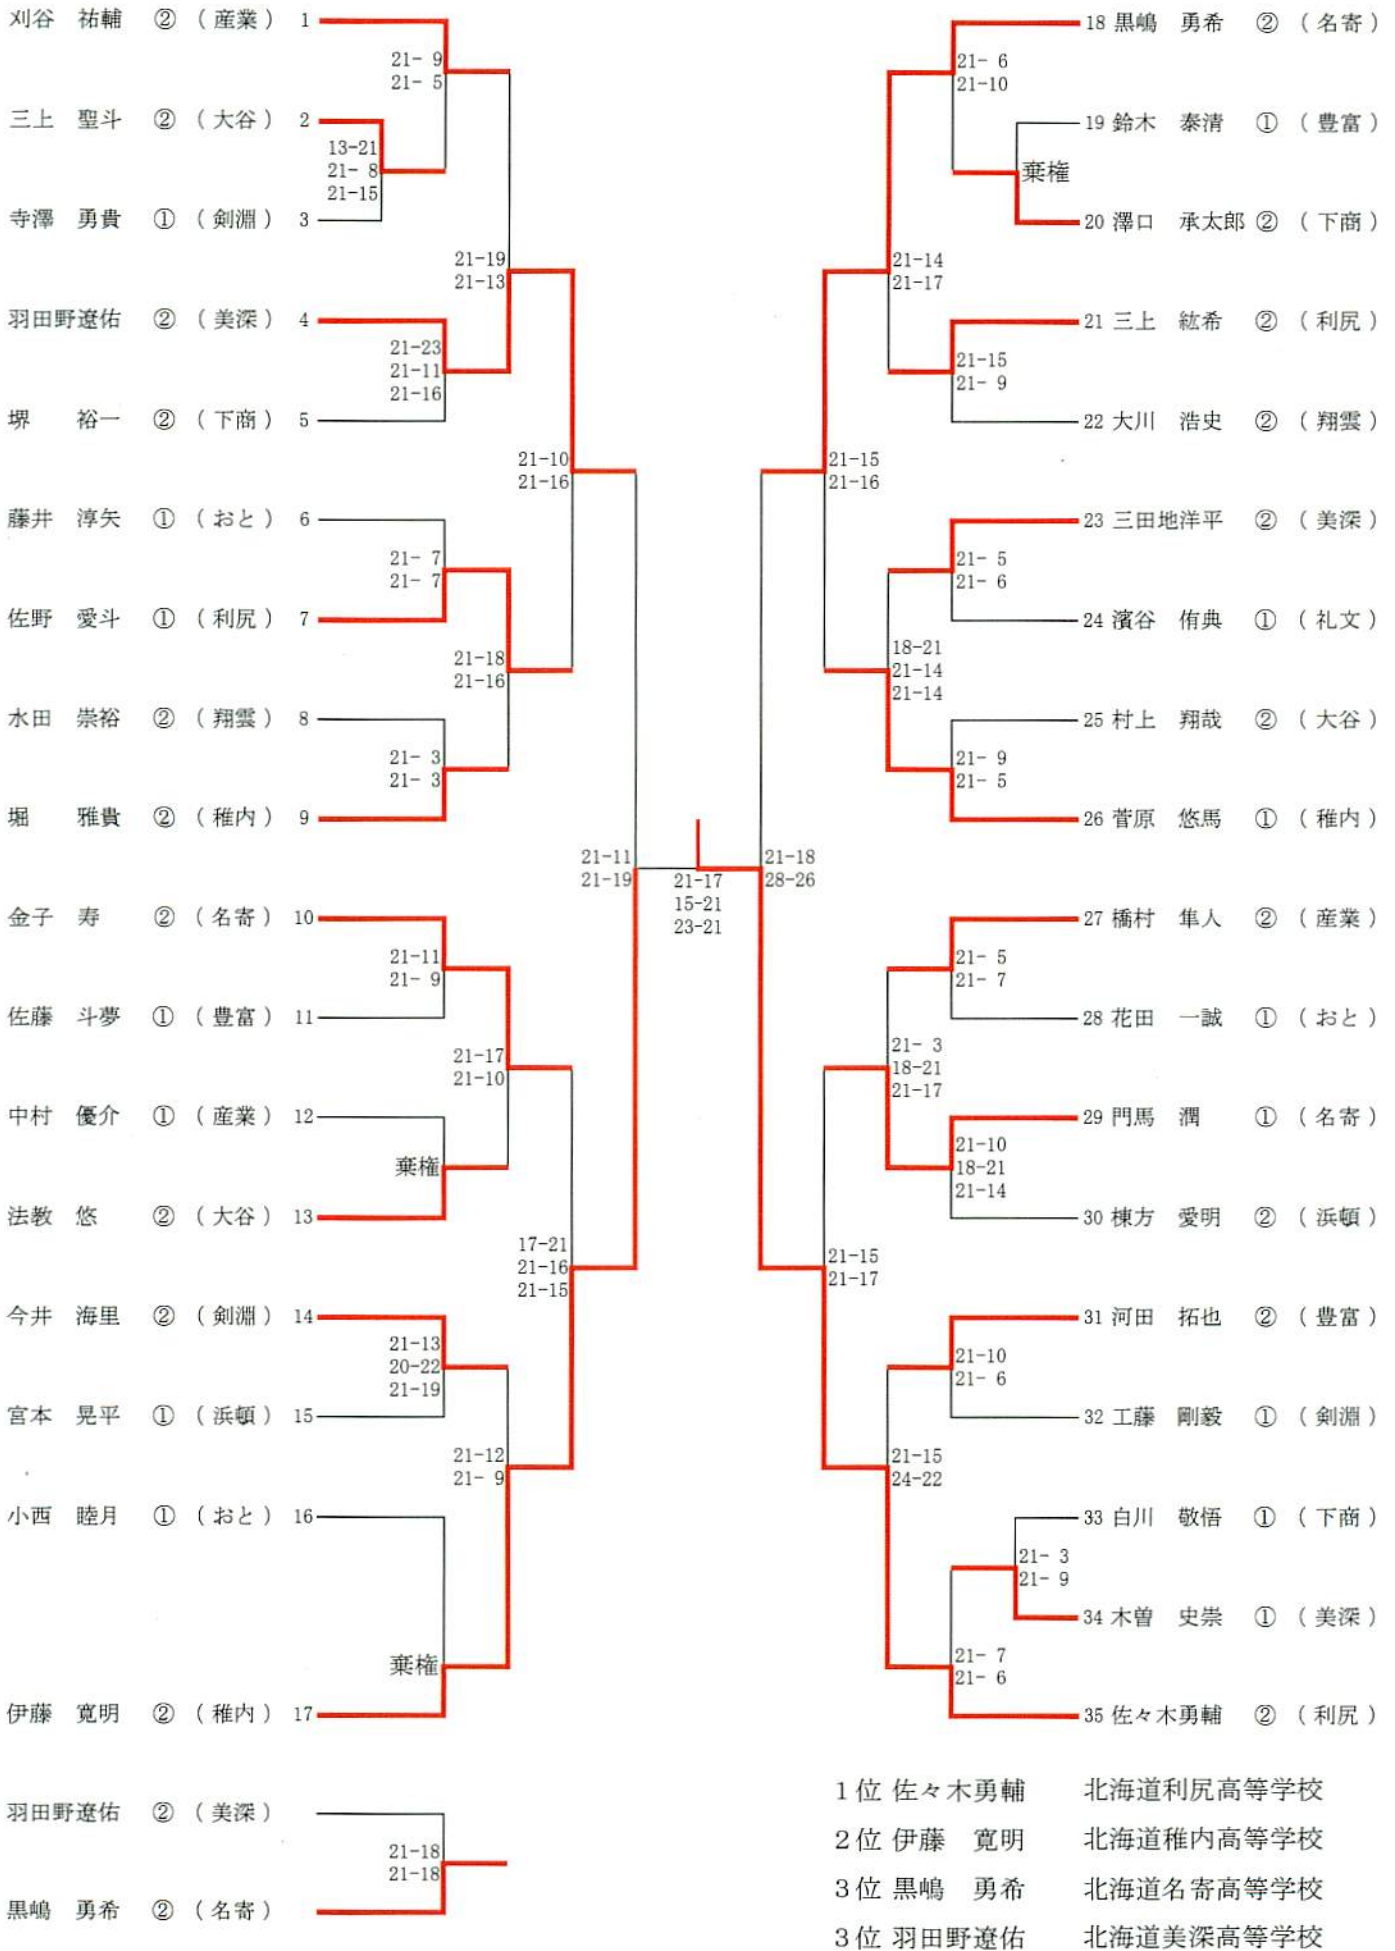 刈谷 祐輔 ② （産業） 1
21- 9
21- 5
三上 聖斗 ② （大谷） 2
13-21
21- 8
21-15
寺澤 勇貴 ① （剣淵） 3
21-19
21-13
羽田野遼佑 ② （美深） 4
21-23
21-11
21-16
堺 裕一 ② （下商） 5
21-10
21-16
藤井 淳矢 ① （おと） 6
21- 7
21- 7
佐野 愛斗 ① （利尻） 7
21-18
21-16
水田 崇裕 ② （翔雲） 8
21- 3
21- 3
堀 雅貴 ② （稚内） 9
21-11
21-19
金子 寿 ② （名寄） 10
21-11
21- 9
佐藤 斗夢 ① （豊富） 11
21-17
21-10
中村 優介 ① （産業） 12
棄権
法教 悠 ② （大谷） 13
17-21
21-16
21-15
今井 海里 ② （剣淵） 14
21-13
20-22
21-19
宮本 晃平 ① （浜頓） 15
21-12
21- 9
小西 睦月 ① （おと） 16
棄権
伊藤 寛明 ② （稚内） 17
21-17
15-21
23-21
18 黒嶋 勇希 ② （名寄）
21- 6
21-10
19 鈴木 泰清 ① （豊富）
棄権
20 澤口 承太郎 ② （下商）
21-14
21-17
21 三上 紘希 ② （利尻）
21-15
21- 9
22 大川 浩史 ② （翔雲）
21-15
21-16
23 三田地洋平 ② （美深）
21- 5
21- 6
24 濱谷 侑典 ① （礼文）
18-21
21-14
21-14
25 村上 翔哉 ② （大谷）
21- 9
21- 5
26 菅原 悠馬 ① （稚内）
21-18
28-26
27 橋村 隼人 ② （産業）
21- 5
21- 7
28 花田 一誠 ① （おと）
21- 3
18-21
21-17
29 門馬 潤 ① （名寄）
21-10
18-21
21-14
30 棟方 愛明 ② （浜頓）
21-15
21-17
31 河田 拓也 ② （豊富）
21-10
21- 6
32 工藤 剛毅 ① （剣淵）
21-15
24-22
33 白川 敬悟 ① （下商）
21- 3
21- 9
34 木曽 史崇 ① （美深）
21- 7
21- 6
35 佐々木勇輔 ② （利尻）
羽田野遼佑 ② （美深）
21-18
21-18
黒嶋 勇希 ② （名寄）
1位 佐々木勇輔 北海道利尻高等学校
2位 伊藤 寛明 北海道稚内高等学校
3位 黒嶋 勇希 北海道名寄高等学校
3位 羽田野遼佑 北海道美深高等学校